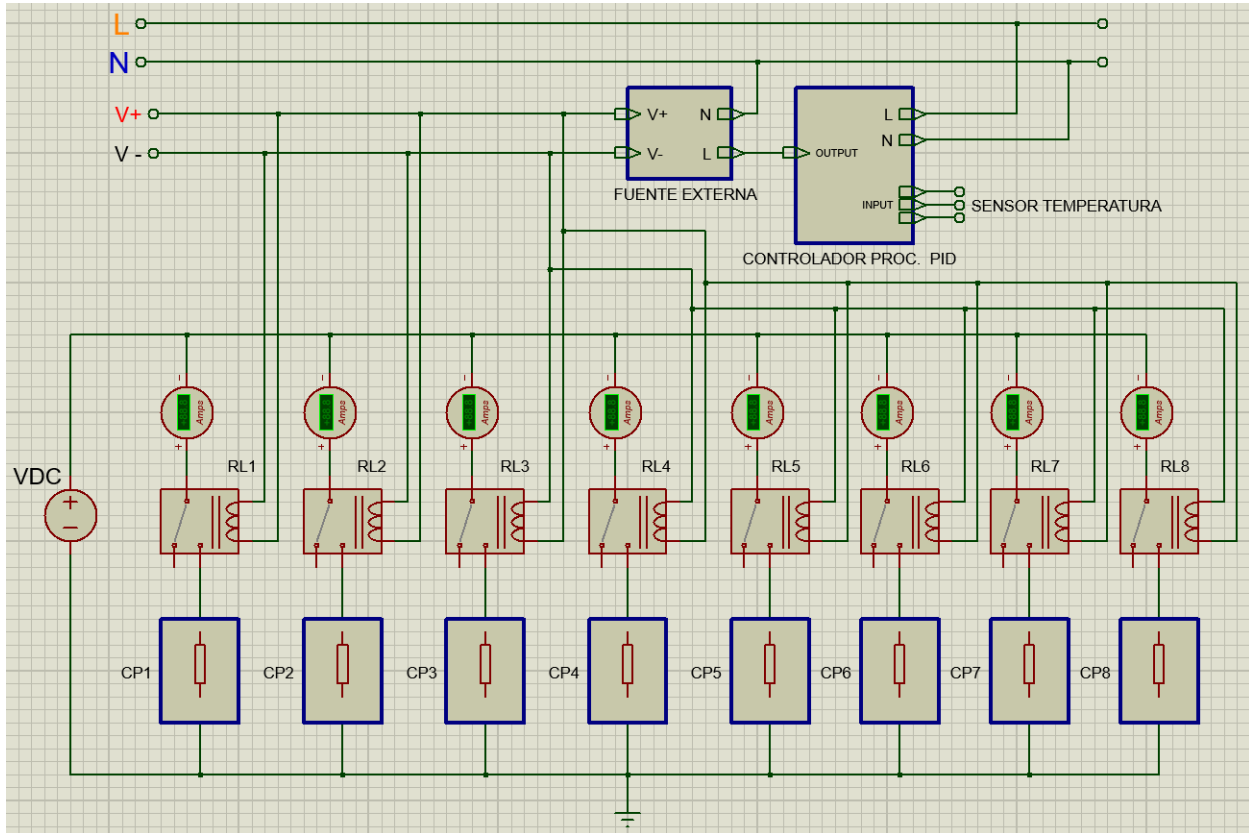 L
N
V+
V -
V+ N
V- L
FUENTE EXTERNA
L
N
OUTPUT
INPUT
SENSOR TEMPERATURA
CONTROLADOR PROC. PID
Amps
Amps
Amps
Amps
Amps
Amps
Amps
Amps
RL1
RL2
RL3
RL4
RL5
RL6
RL7
RL8
VDC
CP1
CP2
CP3
CP4
CP5
CP6
CP7
CP8